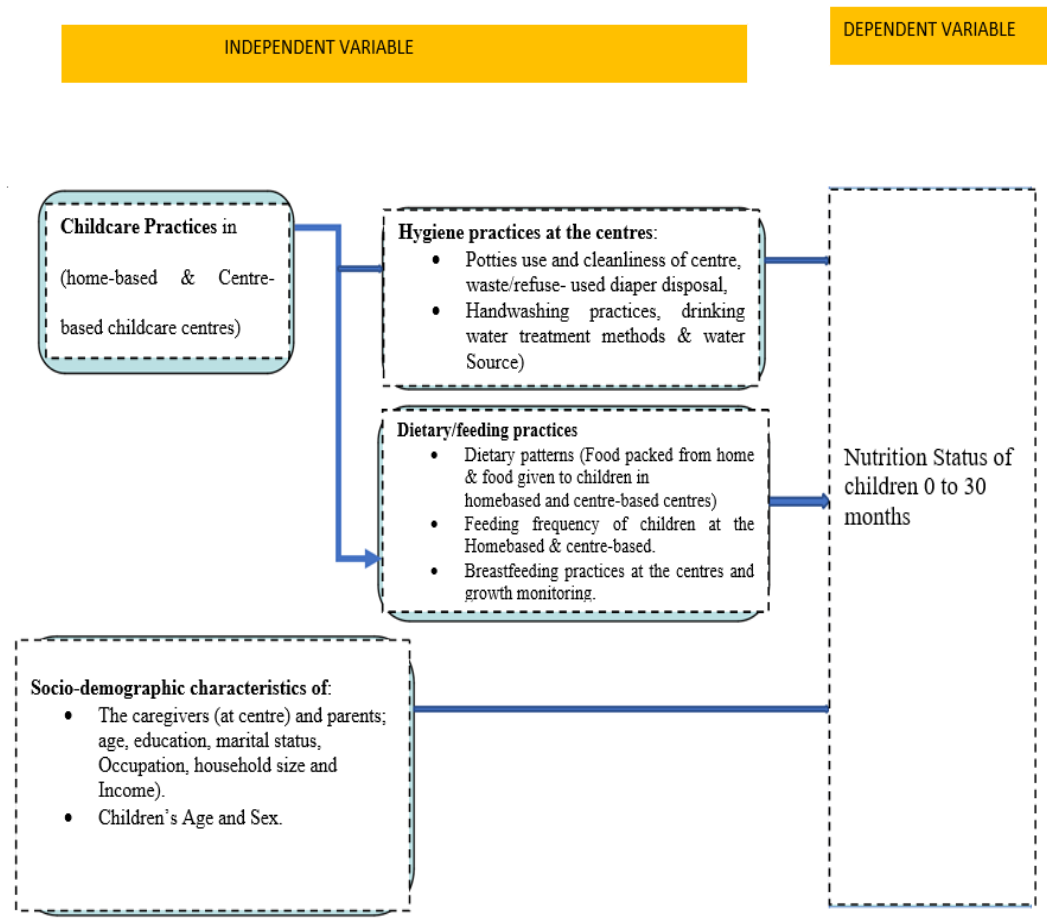 INDEPENDENT VARIABLE
DEPENDENT VARIABLE
Childcare Practices in
(home-based & Centre-
based childcare centres)
Hygiene practices at the centres:
• Potties use and cleanliness of centre,
waste/refuse- used diaper disposal,
• Handwashing practices, drinking
water treatment methods & water
Source)
Dietary/feeding practices
• Dietary patterns (Food packed from home
& food given to children in
homebased and centre-based centres)
• Feeding frequency of children at the
Homebased & centre-based.
• Breastfeeding practices at the centres and
growth monitoring.
Nutrition Status of
children 0 to 30
months
Socio-demographic characteristics of:
• The caregivers (at centre) and parents;
age, education, marital status,
Occupation, household size and
Income).
• Children’s Age and Sex.